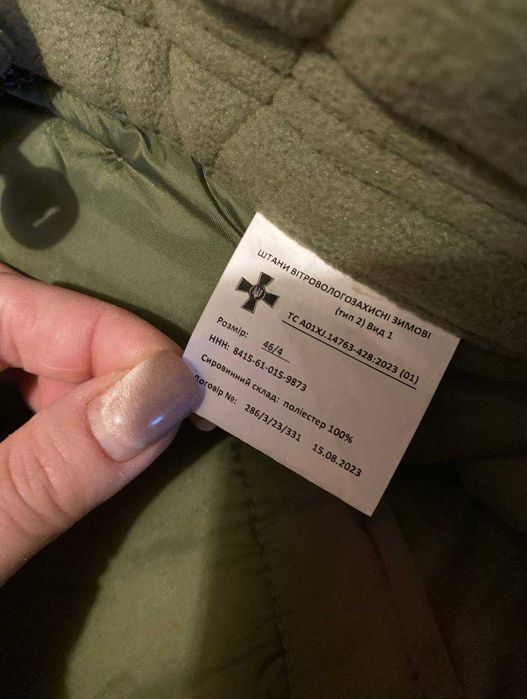 ШТАНИ ВІТРОВОЛОГОЗАХИСНІ ЗИМОВІ
(тип 2) Вид 1
ТС А01XJ.14763-428:2023 (01)
Розмір: 46/4
ННН: 8415-61-015-9873
Сировинний склад: поліестер 100%
оговір №: 286/3/23/331 15.08.2023